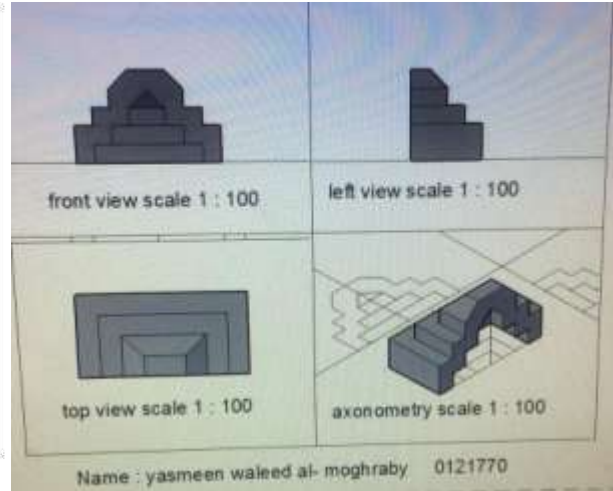 front view scale 1 : 100
left view scale 1 : 100
top view scale 1 : 100
axonometry scale 1 : 100
Name : yasmeen waleed al- moghraby 0121770